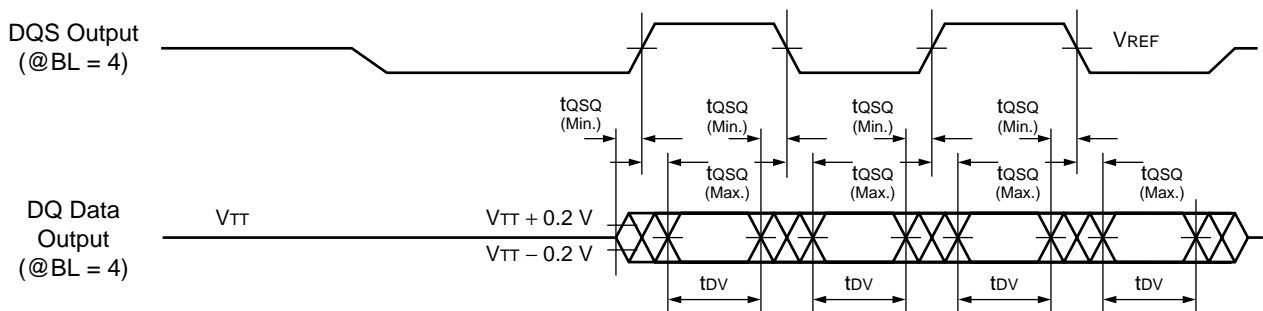 DQS Output
(@BL = 4)
VREF
tQSQ
(Min.)
tQSQ
(Min.)
tQSQ
(Min.)
tQSQ
(Min.)
tQSQ
(Max.)
tQSQ
(Max.)
tQSQ
(Max.)
tQSQ
(Max.)
DQ Data
Output
(@BL = 4)
VTT
VTT + 0.2 V
VTT – 0.2 V
tDV
tDV
tDV
tDV